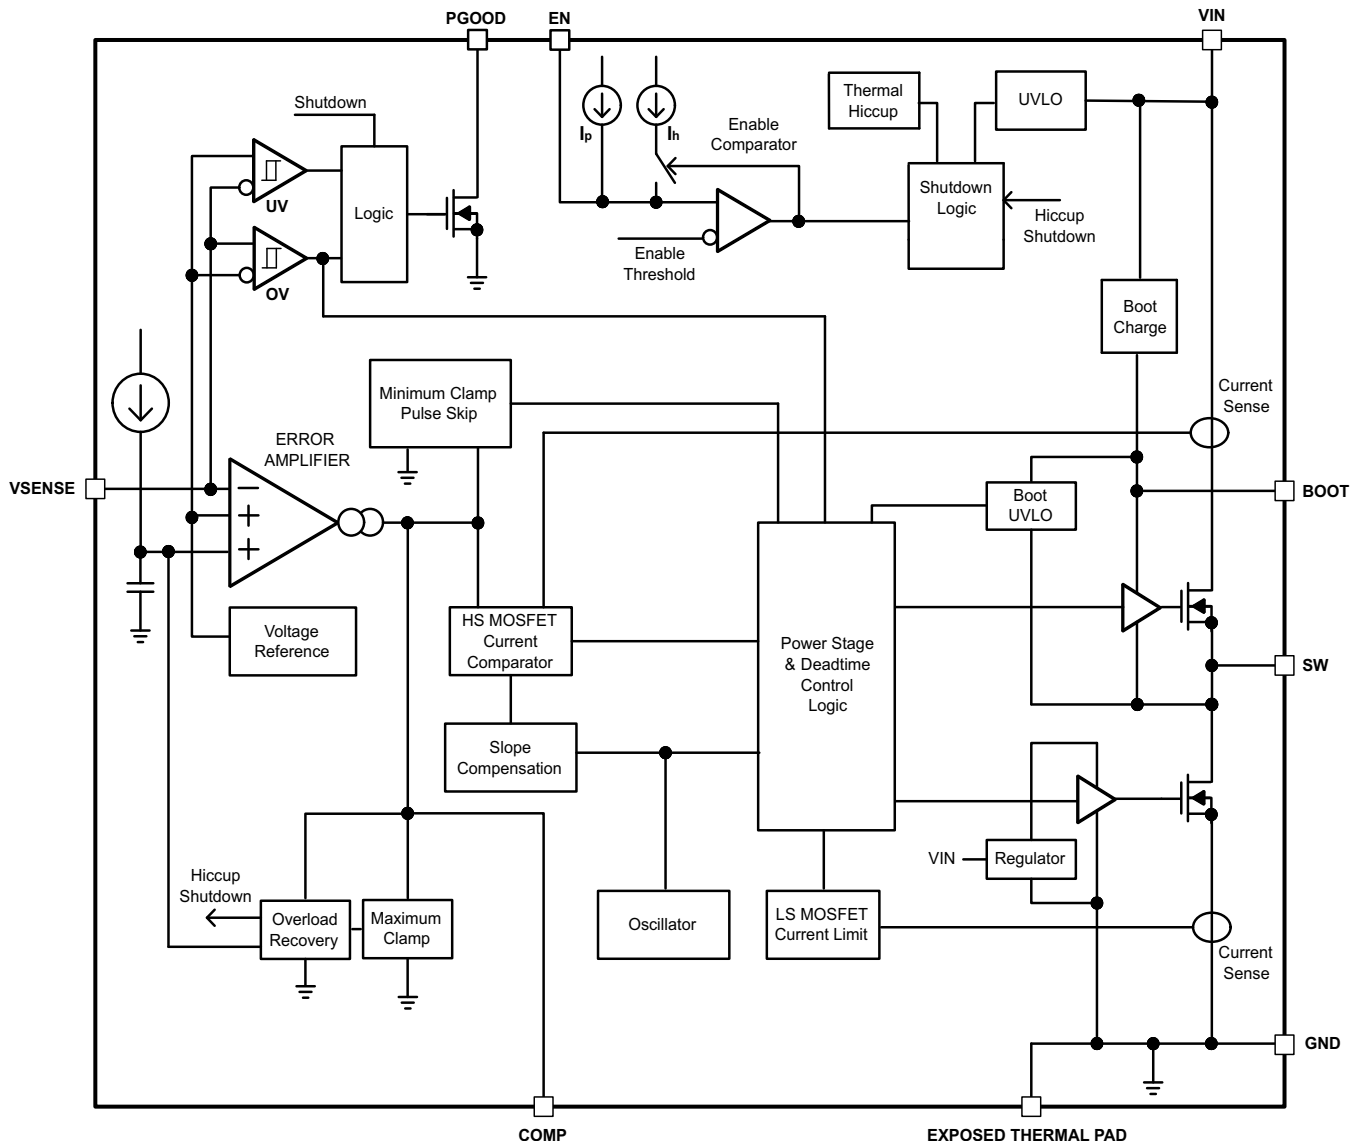 PGOOD
EN
VIN
Shutdown
Ip
Ih
Enable
Comparator
Thermal
Hiccup
UVLO
UV
Logic
Shutdown
Logic
Hiccup
Shutdown
Enable
Threshold
OV
Boot
Charge
Minimum Clamp
Pulse Skip
Current
Sense
ERROR
AMPLIFIER
VSENSE
−
+
+
Boot
UVLO
BOOT
Voltage
Reference
HS MOSFET
Current
Comparator
Power Stage
& Deadtime
Control
Logic
SW
Slope
Compensation
VIN
Regulator
Hiccup
Shutdown
Overload
Recovery
Maximum
Clamp
Oscillator
LS MOSFET
Current Limit
Current
Sense
GND
COMP
EXPOSED THERMAL PAD